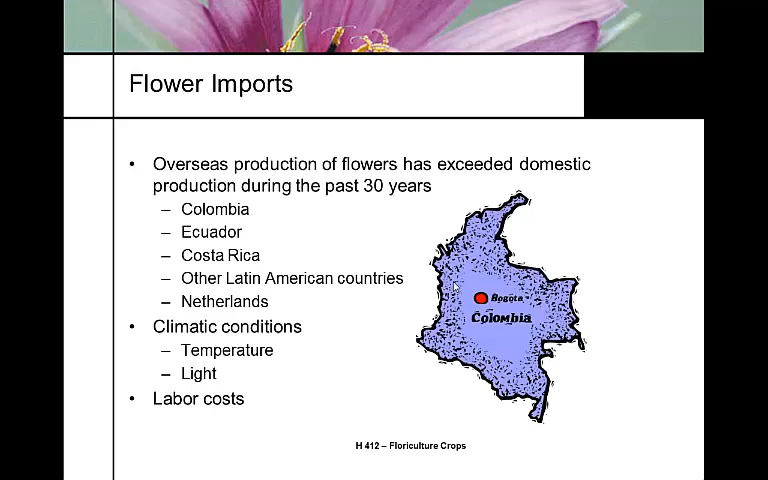 Flower Imports
• Overseas production of flowers has exceeded domestic
production during the past 30 years
– Colombia
– Ecuador
– Costa Rica
– Other Latin American countries
– Netherlands
• Climatic conditions
– Temperature
– Light
• Labor costs
Bogota
Colombia
H 412 – Floriculture Crops